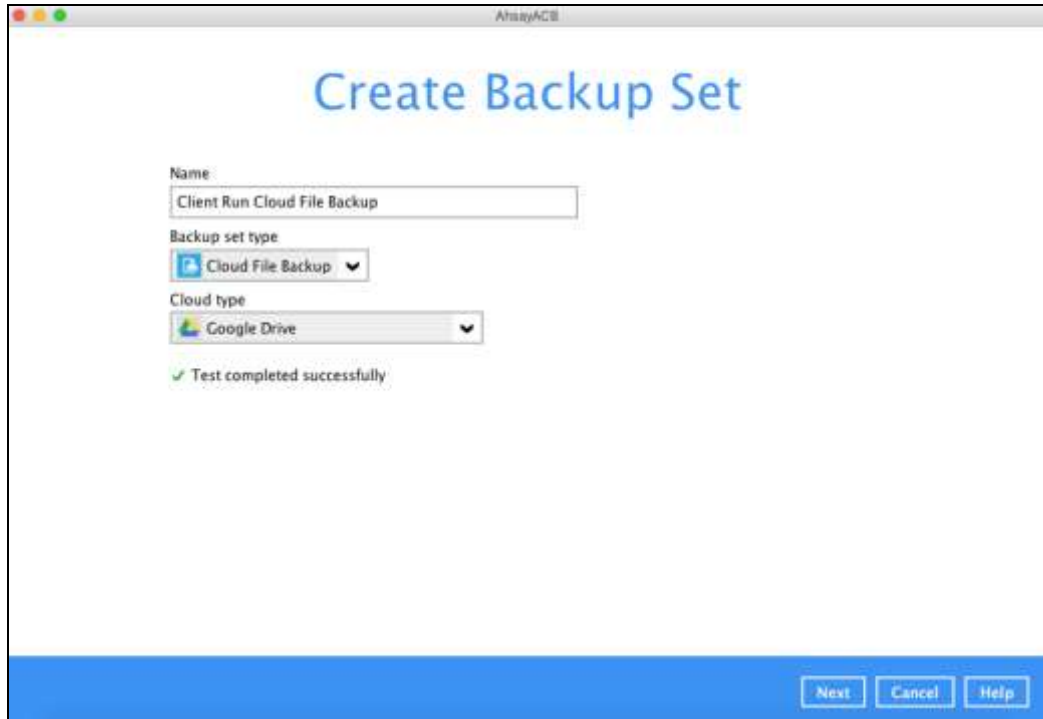 AhsayACB
Create Backup Set
Name
Client Run Cloud File Backup
Backup set type
Cloud File Backup
Cloud type
Google Drive
Test completed successfully
Next Cancel Help